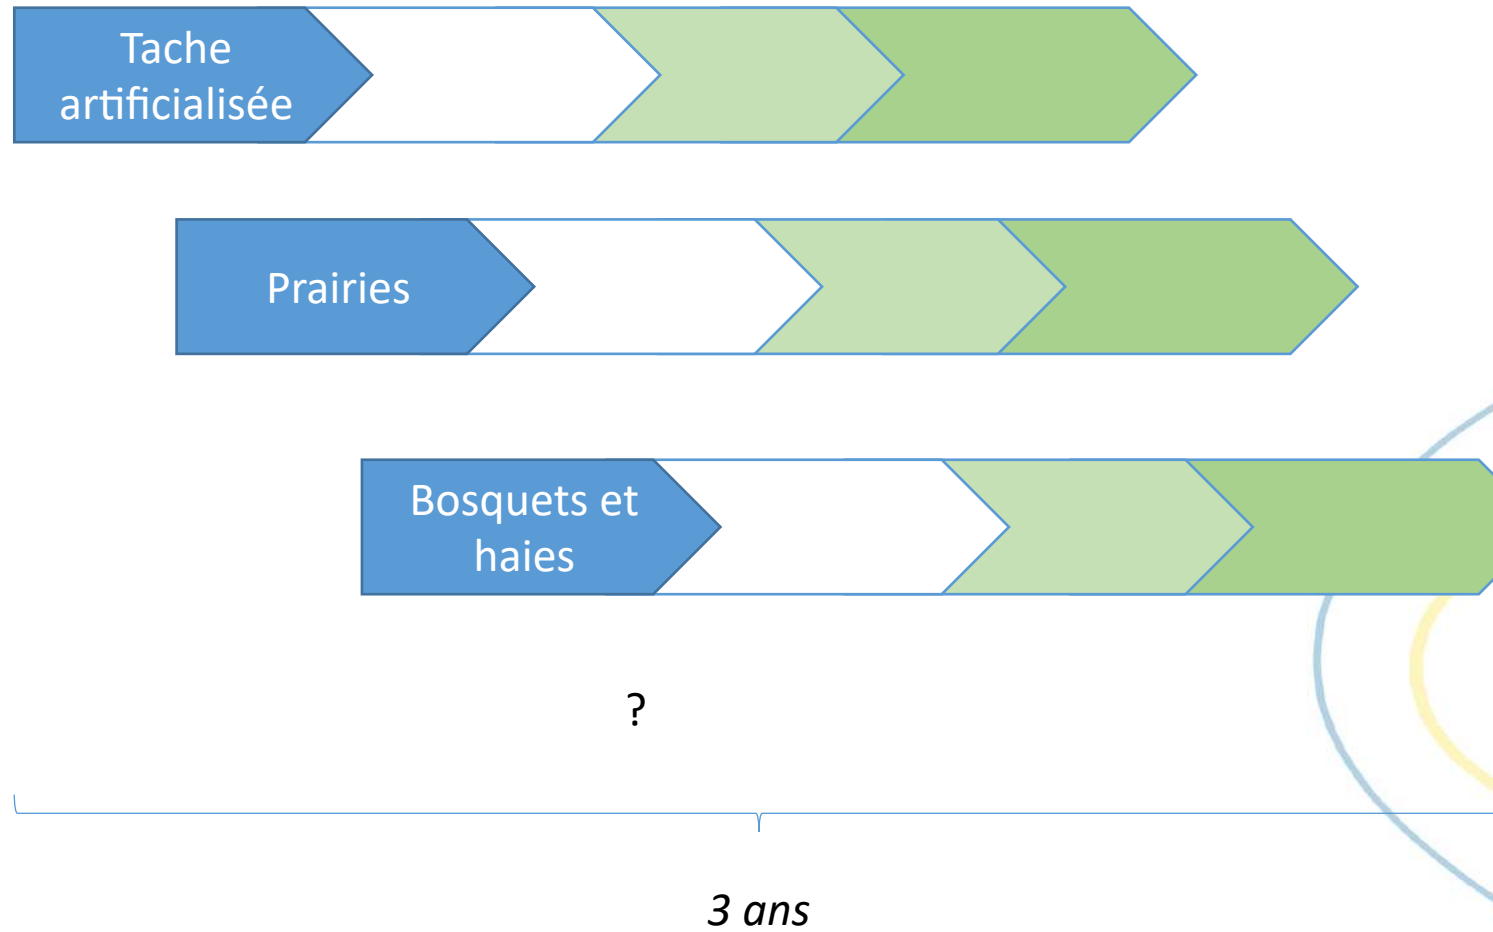 Tache
artificialisée
Prairies
Bosquets et
haies
?
3 ans